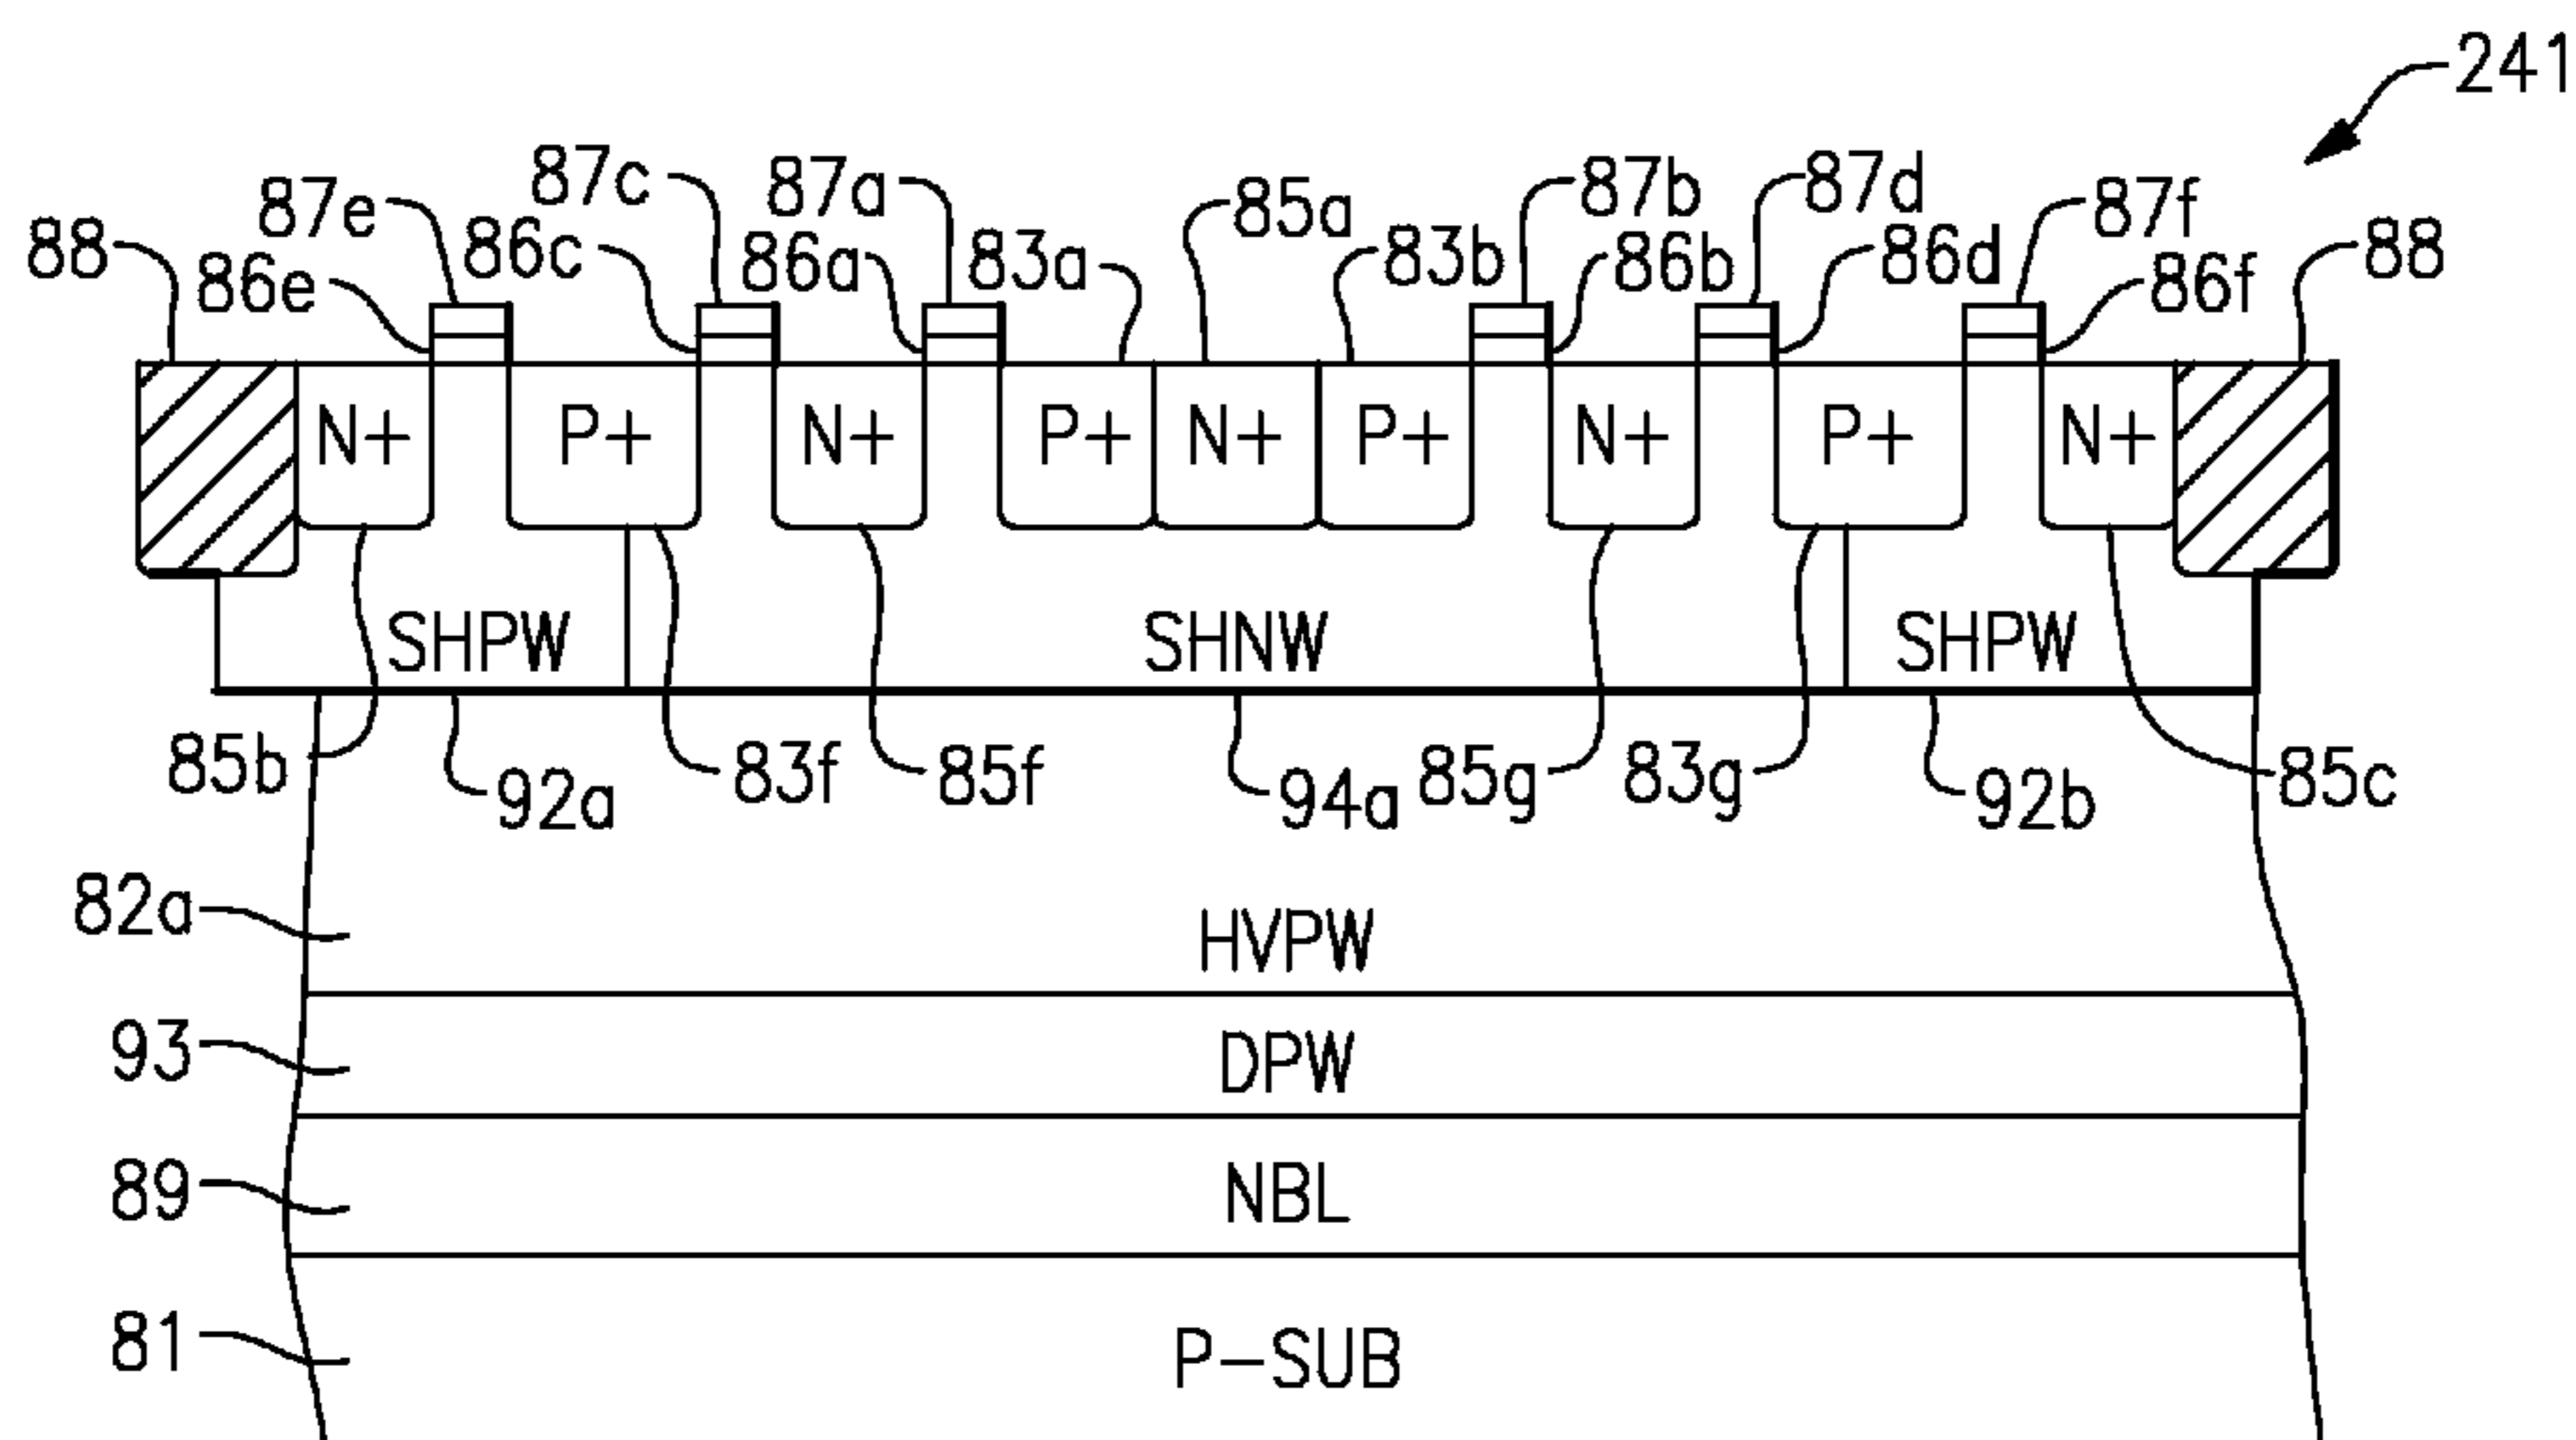 241
87e 87c 87a 85a 87b 87d 87f
88 86e 86c 86a 83a 83b 86b 86d 86f 88
N+ P+ N+ P+ N+ P+ N+ P+ N+
SHPW SHNW SHPW
85b 92a 83f 85f 94a 85g 83g 92b 85c
82a HVPW
93 DPW
89 NBL
81 P-SUB